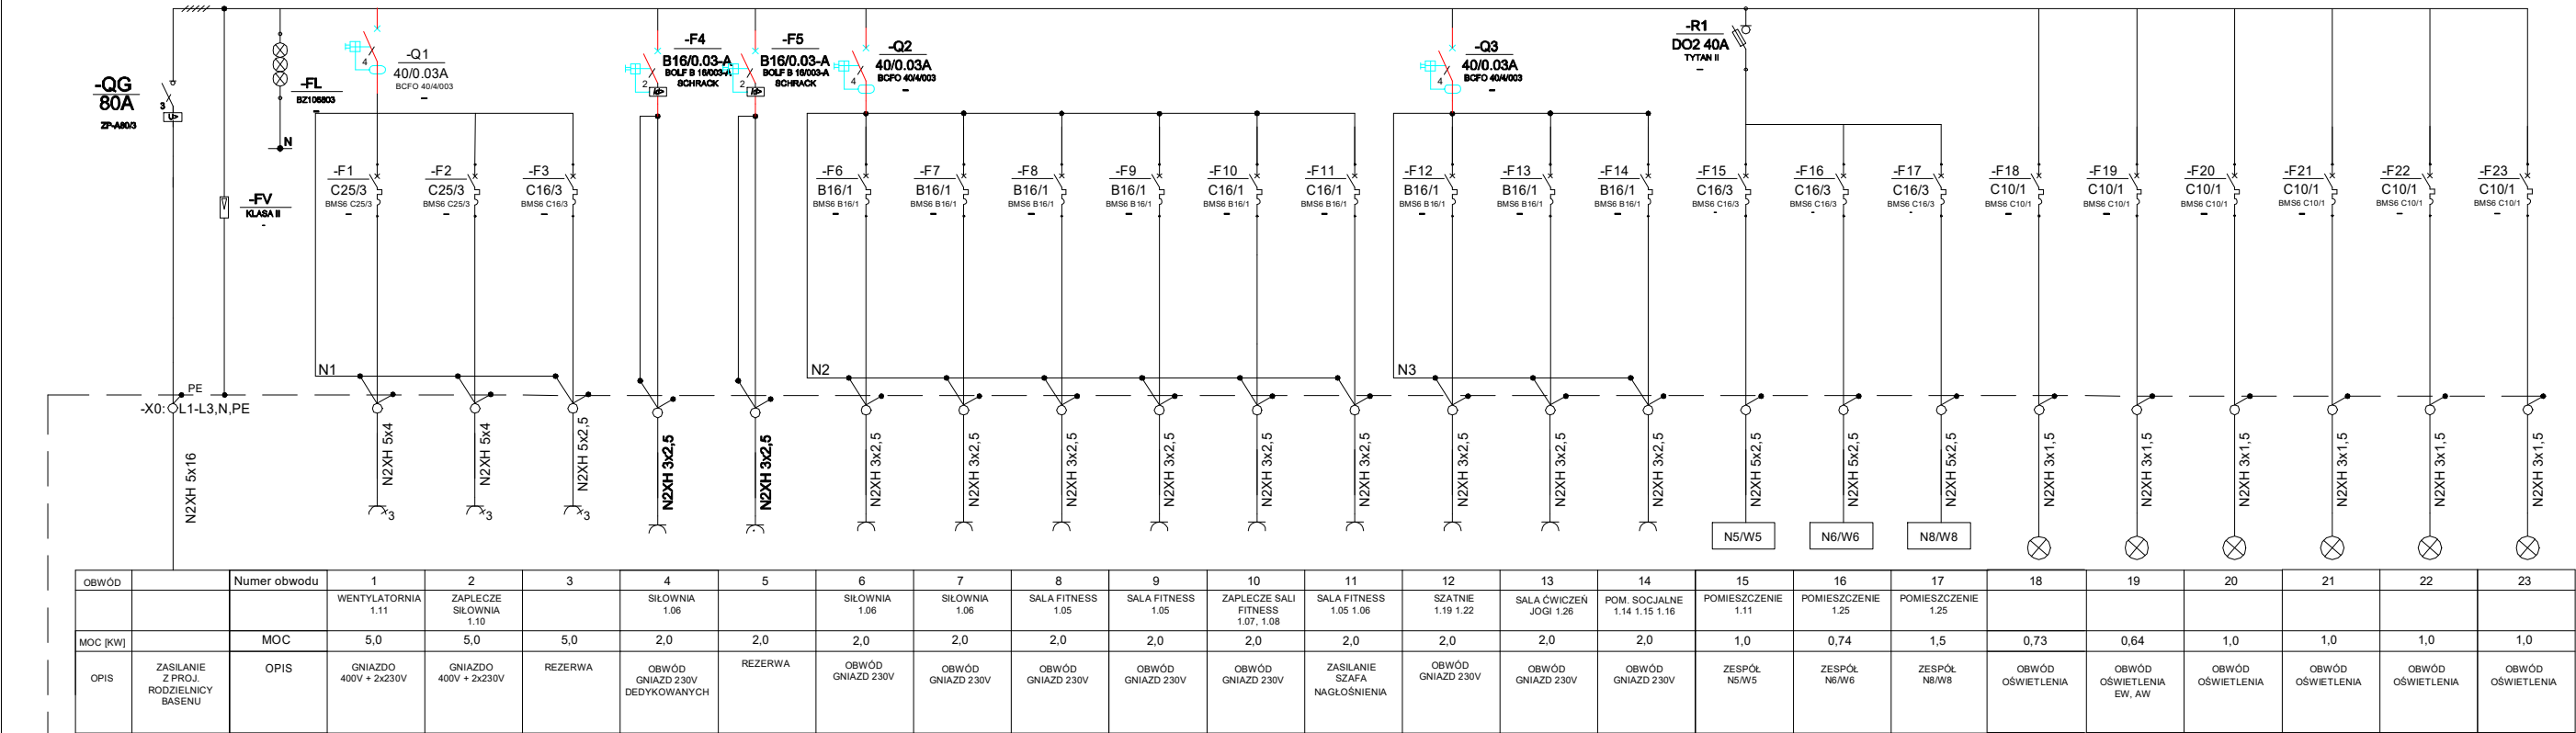 -QG
80A
ZP-A80/3
3
U>
-FV
KLASA II
-
-FL
BZ106803
N
-Q1
40/0.03A
BCFO 40/4/003
4
-F4
B16/0.03-A
BOLF B 16/003-A
SCHRACK
2
-F5
B16/0.03-A
BOLF B 16/003-A
SCHRACK
2
-Q2
40/0.03A
BCFO 40/4/003
4
-Q3
40/0.03A
BCFO 40/4/003
4
-R1
DO2 40A
TYTAN II
-F1
C25/3
BMS6 C25/3
-F2
C25/3
BMS6 C25/3
-F3
C16/3
BMS6 C16/3
-F6
B16/1
BMS6 B16/1
-F7
B16/1
BMS6 B16/1
-F8
B16/1
BMS6 B16/1
-F9
B16/1
BMS6 B16/1
-F10
C16/1
BMS6 B16/1
-F11
C16/1
BMS6 B16/1
-F12
B16/1
BMS6 B16/1
-F13
B16/1
BMS6 B16/1
-F14
B16/1
BMS6 B16/1
-F15
C16/3
BMS6 C16/3
-F16
C16/3
BMS6 C16/3
-F17
C16/3
BMS6 C16/3
-F18
C10/1
BMS6 C10/1
-F19
C10/1
BMS6 C10/1
-F20
C10/1
BMS6 C10/1
-F21
C10/1
BMS6 C10/1
-F22
C10/1
BMS6 C10/1
-F23
C10/1
BMS6 C10/1
N1
N2
N3
PE
-X0: L1-L3,N,PE
N2XH 5x16
N2XH 5x4
N2XH 5x4
N2XH 5x2,5
N2XH 3x2,5
N2XH 3x2,5
N2XH 3x2,5
N2XH 3x2,5
N2XH 3x2,5
N2XH 3x2,5
N2XH 3x2,5
N2XH 3x2,5
N2XH 3x2,5
N2XH 3x2,5
N2XH 3x2,5
N2XH 5x2,5
N2XH 5x2,5
N2XH 5x2,5
N2XH 3x1,5
N2XH 3x1,5
N2XH 3x1,5
N2XH 3x1,5
N2XH 3x1,5
N2XH 3x1,5
3
3
3
N5/W5
N6/W6
N8/W8
OBWÓD Numer obwodu 1 2 3 4 5 6 7 8 9 10 11 12 13 14 15 16 17 18 19 20 21 22 23
WENTYLATORNIA
1.11
ZAPLECZE
SIŁOWNIA
1.10
SIŁOWNIA
1.06
SIŁOWNIA
1.06
SIŁOWNIA
1.06
SALA FITNESS
1.05
SALA FITNESS
1.05
ZAPLECZE SALI
FITNESS
1.07, 1.08
SALA FITNESS
1.05 1.06
SZATNIE
1.19 1.22
SALA ĆWICZEŃ
JOGI 1.26
POM. SOCJALNE
1.14 1.15 1.16
POMIESZCZENIE
1.11
POMIESZCZENIE
1.25
POMIESZCZENIE
1.25
MOC [KW] MOC 5,0 5,0 5,0 2,0 2,0 2,0 2,0 2,0 2,0 2,0 2,0 2,0 2,0 2,0 1,0 0,74 1,5 0,73 0,64 1,0 1,0 1,0 1,0
OPIS
ZASILANIE
Z PROJ.
RODZIELNICY
BASENU
OPIS
GNIAZDO
400V + 2x230V
GNIAZDO
400V + 2x230V
REZERWA
OBWÓD
GNIAZD 230V
DEDYKOWANYCH
REZERWA
OBWÓD
GNIAZD 230V
OBWÓD
GNIAZD 230V
OBWÓD
GNIAZD 230V
OBWÓD
GNIAZD 230V
OBWÓD
GNIAZD 230V
ZASILANIE
SZAFA
NAGŁOŚNIENIA
OBWÓD
GNIAZD 230V
OBWÓD
GNIAZD 230V
OBWÓD
GNIAZD 230V
ZESPÓŁ
N5/W5
ZESPÓŁ
N6/W6
ZESPÓŁ
N8/W8
OBWÓD
OŚWIETLENIA
OBWÓD
OŚWIETLENIA
EW, AW
OBWÓD
OŚWIETLENIA
OBWÓD
OŚWIETLENIA
OBWÓD
OŚWIETLENIA
OBWÓD
OŚWIETLENIA